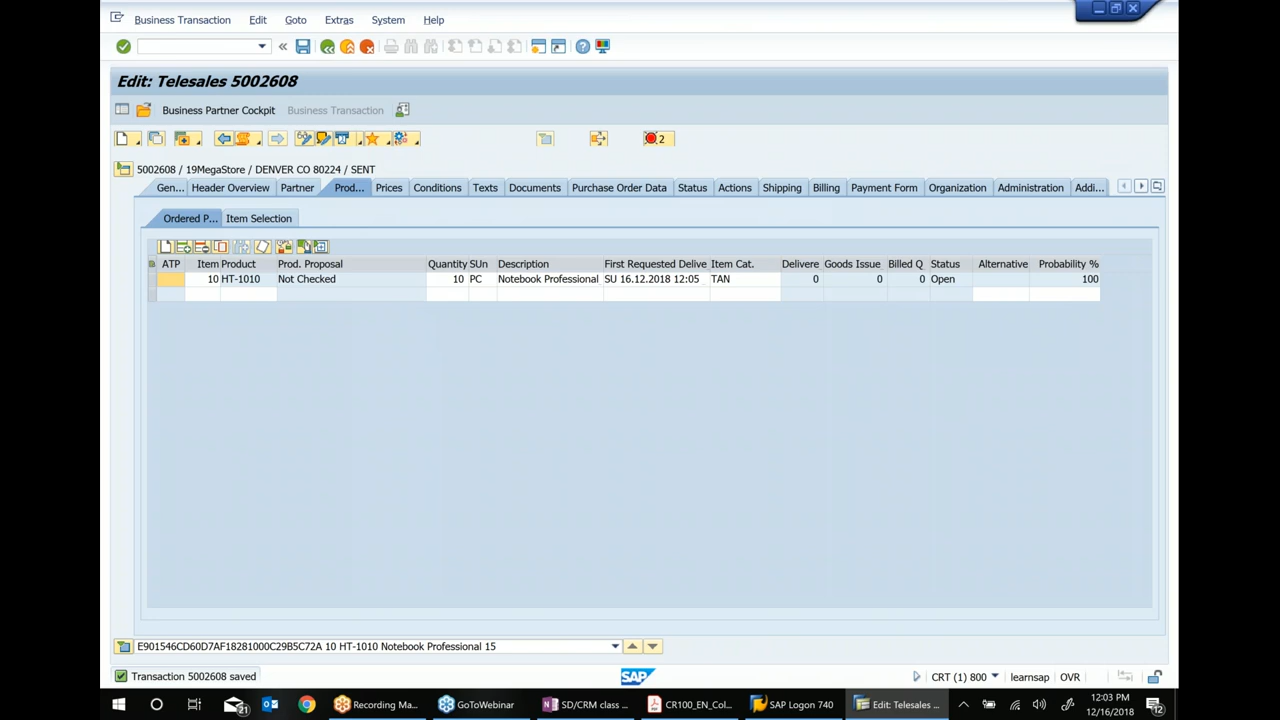 Business Transaction Edit Goto Extras System Help
Edit: Telesales 5002608
Business Partner Cockpit Business Transaction
2
5002608 / 19MegaStore / DENVER CO 80224 / SENT
Gen... Header Overview Partner Prod... Prices Conditions Texts Documents Purchase Order Data Status Actions Shipping Billing Payment Form Organization Administration Addi...
Ordered P... Item Selection
ATP Item Product Prod. Proposal Quantity SUn Description First Requested Delive Item Cat. Delivere Goods Issue Billed Q Status Alternative Probability %
10 HT-1010 Not Checked 10 PC Notebook Professional SU 16.12.2018 12:05 TAN 0 0 0 Open 100
E901546CD60D7AF18281000C29B5C72A 10 HT-1010 Notebook Professional 15
Transaction 5002608 saved SAP CRT (1) 800 learnsap OVR
21 Recording Ma... GoToWebinar SD/CRM class ... CR100_EN_Col... SAP Logon 740 Edit: Telesales ... 12:03 PM
12/16/2018 12